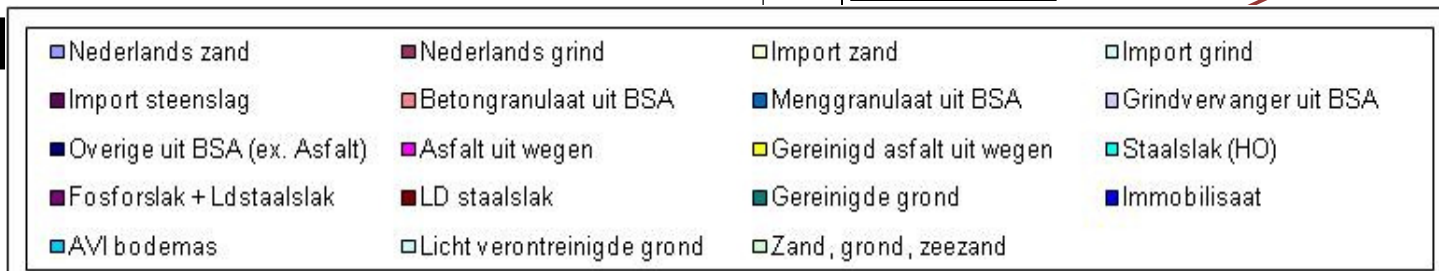 Nederlands zand Nederlands grind Import zand Import grind
Import steenslag Betongranulaat uit BSA Menggranulaat uit BSA Grindvervanger uit BSA
Overige uit BSA (ex. Asfalt) Asfalt uit wegen Gereinigd asfalt uit wegen Staalslak (HO)
Fosforslak + Ldstaalslak LD staalslak Gereinigde grond Immobilisaat
AVI bodemas Licht verontreinigde grond Zand, grond, zeezand